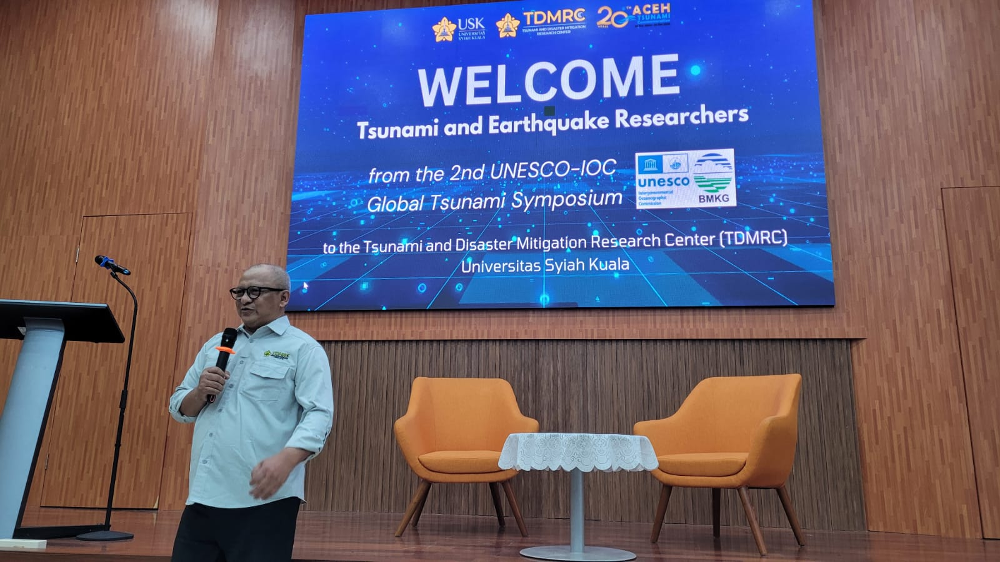 USK
UNIVERSITAS
SYIAH KUALA
TDMRC
TSUNAMI AND DISASTER MITIGATION
RESEARCH CENTER
20TH
YEARS
ACEH
TSUNAMI
WELCOME
Tsunami and Earthquake Researchers
from the 2nd UNESCO-IOC
Global Tsunami Symposium
unesco
Intergovernmental
Oceanographic
Commission
BMKG
to the Tsunami and Disaster Mitigation Research Center (TDMRC)
Universitas Syiah Kuala